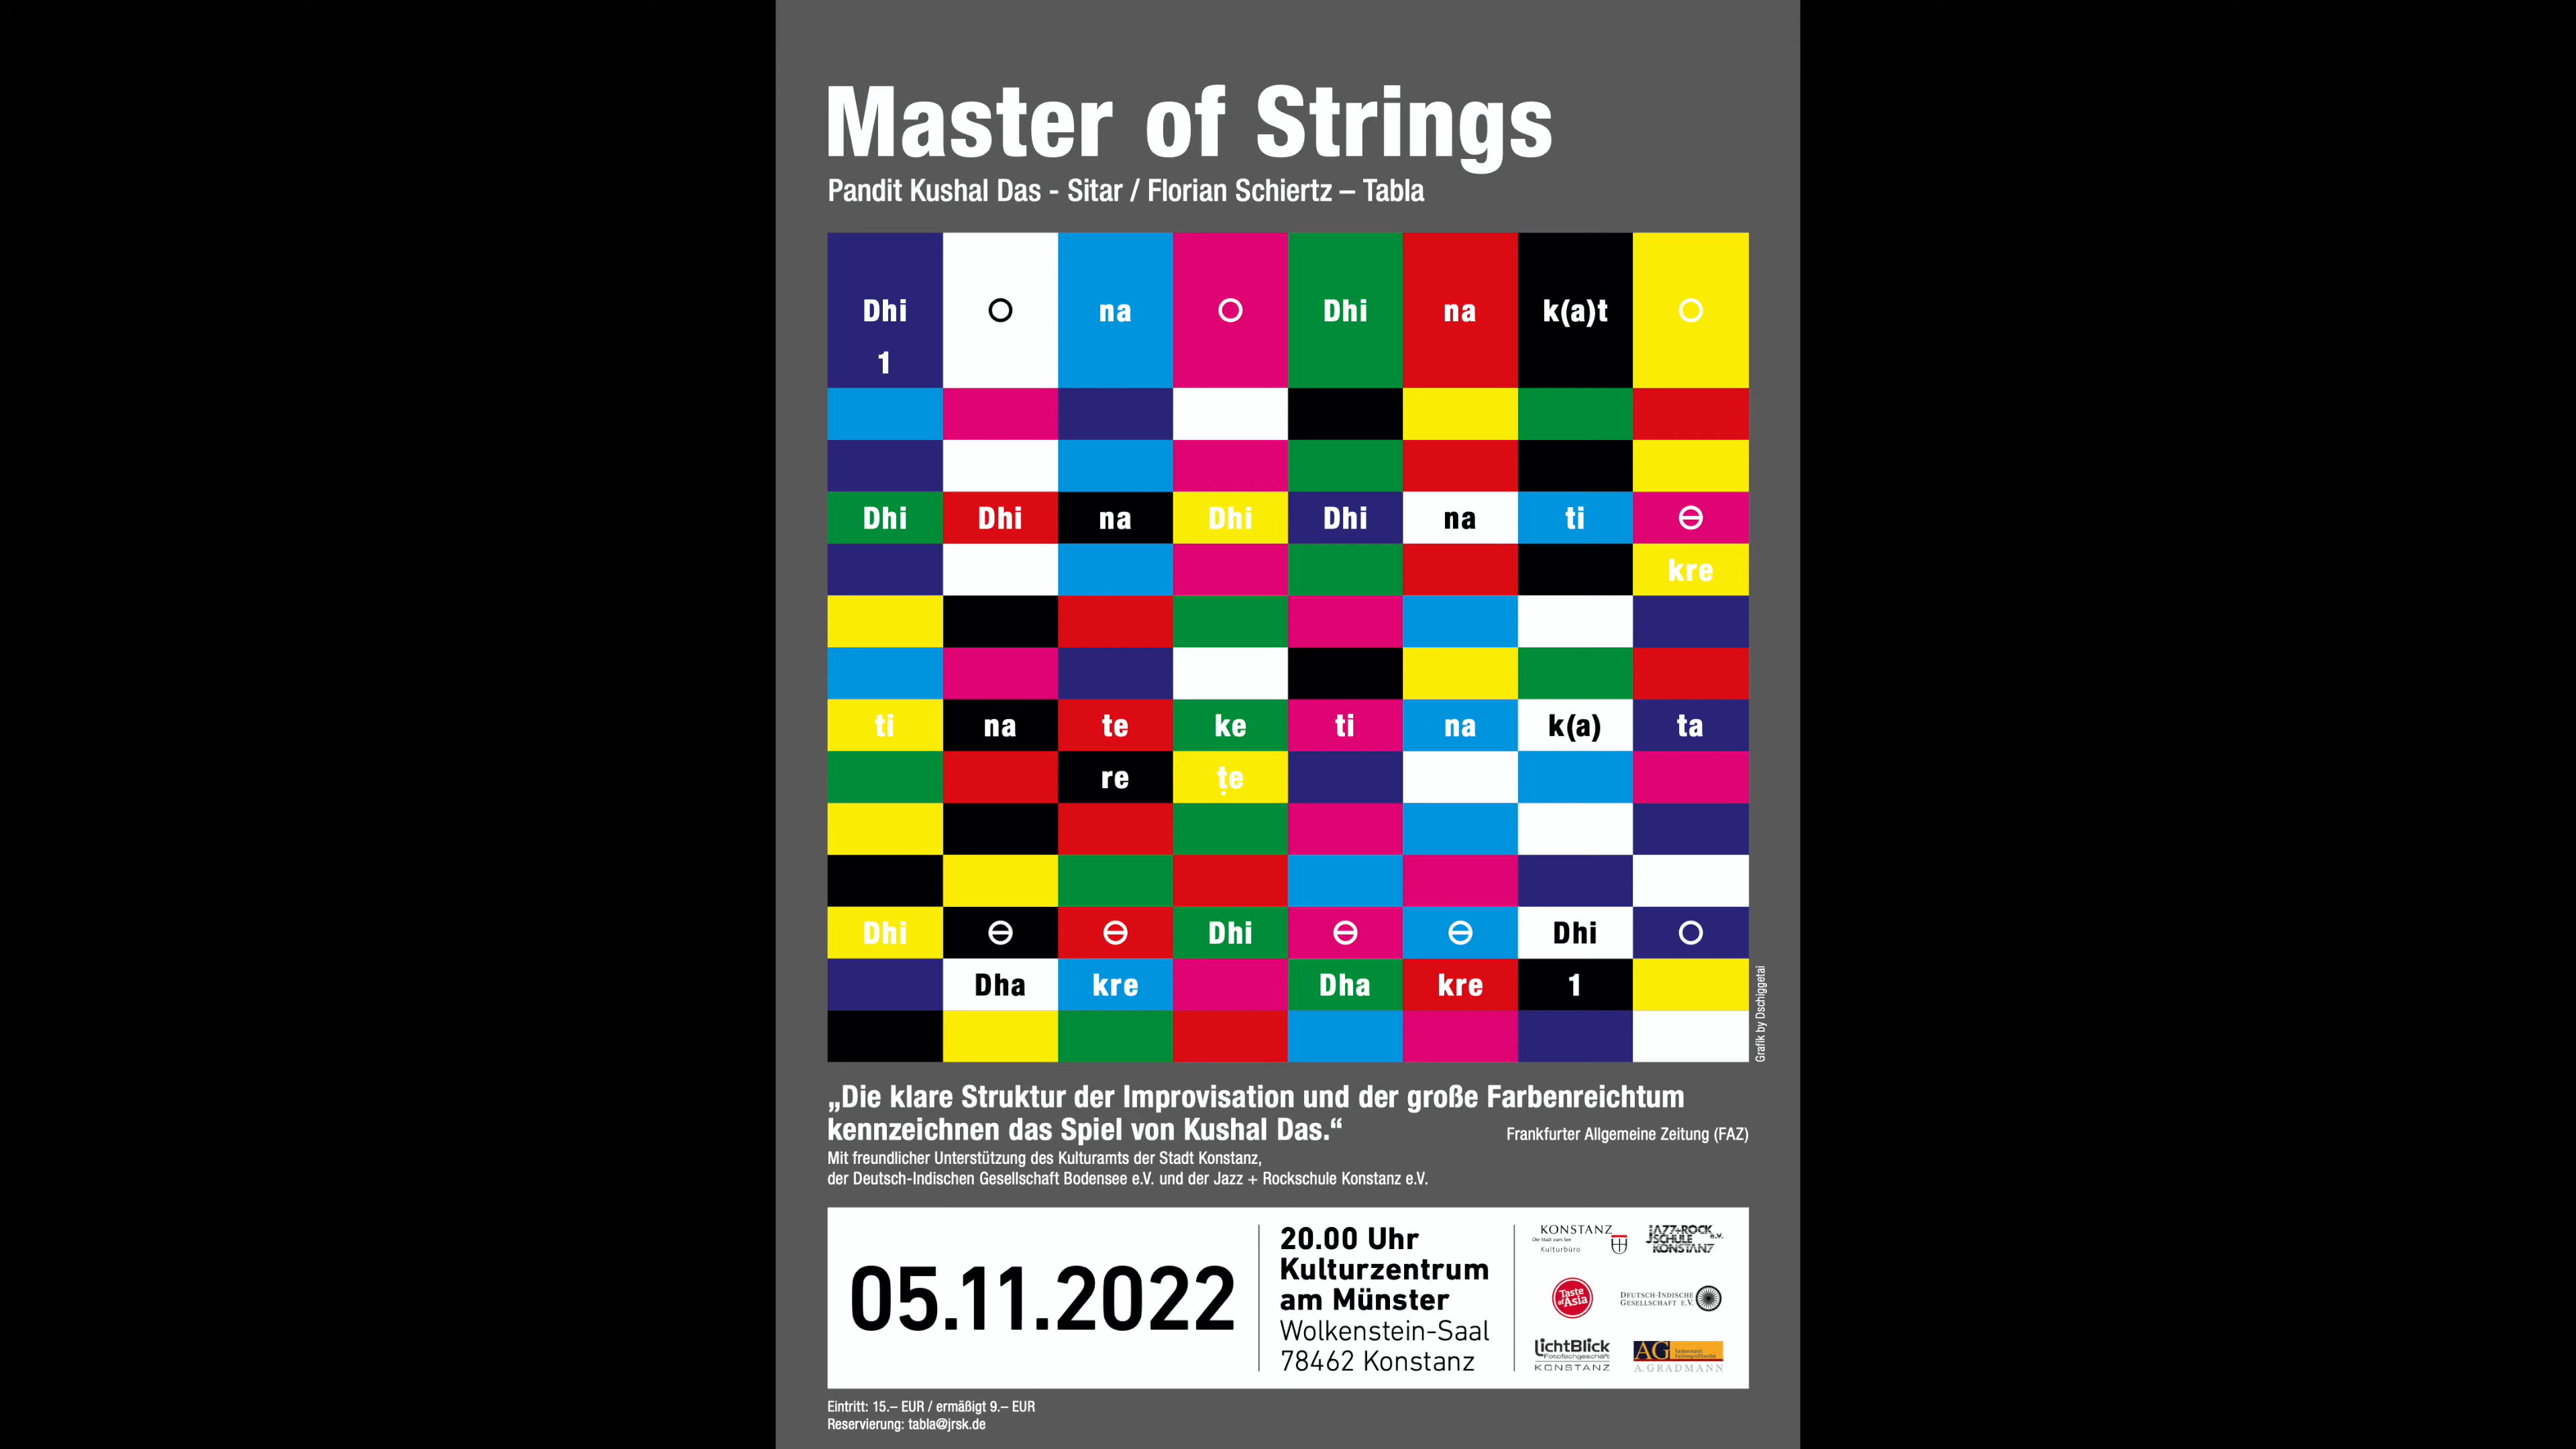 Master of Strings
Pandit Kushal Das - Sitar / Florian Schiertz – Tabla
Dhi na Dhi na k(a)t
1
Dhi Dhi na Dhi Dhi na ti
kre
ti na te ke ti na k(a) ta
re ṭe
Dhi Dhi Dhi
Dha kre Dha kre 1
Grafik by Dschiggetai
„Die klare Struktur der Improvisation und der große Farbenreichtum
kennzeichnen das Spiel von Kushal Das.“
Frankfurter Allgemeine Zeitung (FAZ)
Mit freundlicher Unterstützung des Kulturamts der Stadt Konstanz,
der Deutsch-Indischen Gesellschaft Bodensee e.V. und der Jazz + Rockschule Konstanz e.V.
05.11.2022
20.00 Uhr
Kulturzentrum
am Münster
Wolkenstein-Saal
78462 Konstanz
KONSTANZ
Die Stadt zum See
Kulturbüro
JAZZ+ROCK
SCHULE e.V.
KONSTANZ
Taste
of Asia
DEUTSCH-INDISCHE
GESELLSCHAFT E.V.
LichtBlick
Fotofachgeschäft
KONSTANZ
AG
A. GRADMANN
Eintritt: 15.– EUR / ermäßigt 9.– EUR
Reservierung: tabla@jrsk.de